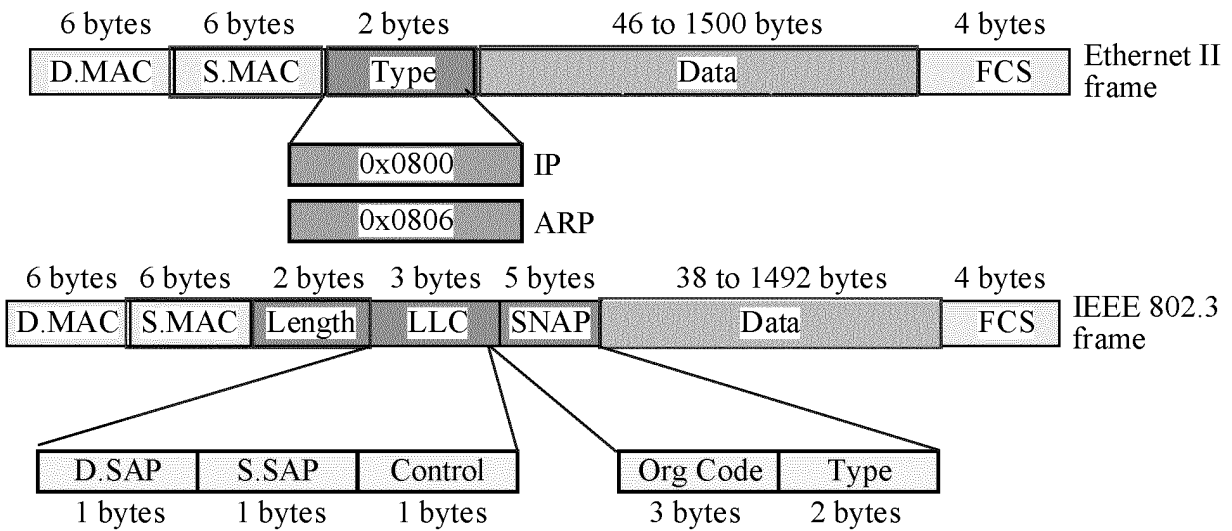 6 bytes 6 bytes 2 bytes 46 to 1500 bytes 4 bytes
D.MAC S.MAC Type Data FCS Ethernet II
frame
0x0800 IP
0x0806 ARP
6 bytes 6 bytes 2 bytes 3 bytes 5 bytes 38 to 1492 bytes 4 bytes
D.MAC S.MAC Length LLC SNAP Data FCS IEEE 802.3
frame
D.SAP S.SAP Control Org Code Type
1 bytes 1 bytes 1 bytes 3 bytes 2 bytes